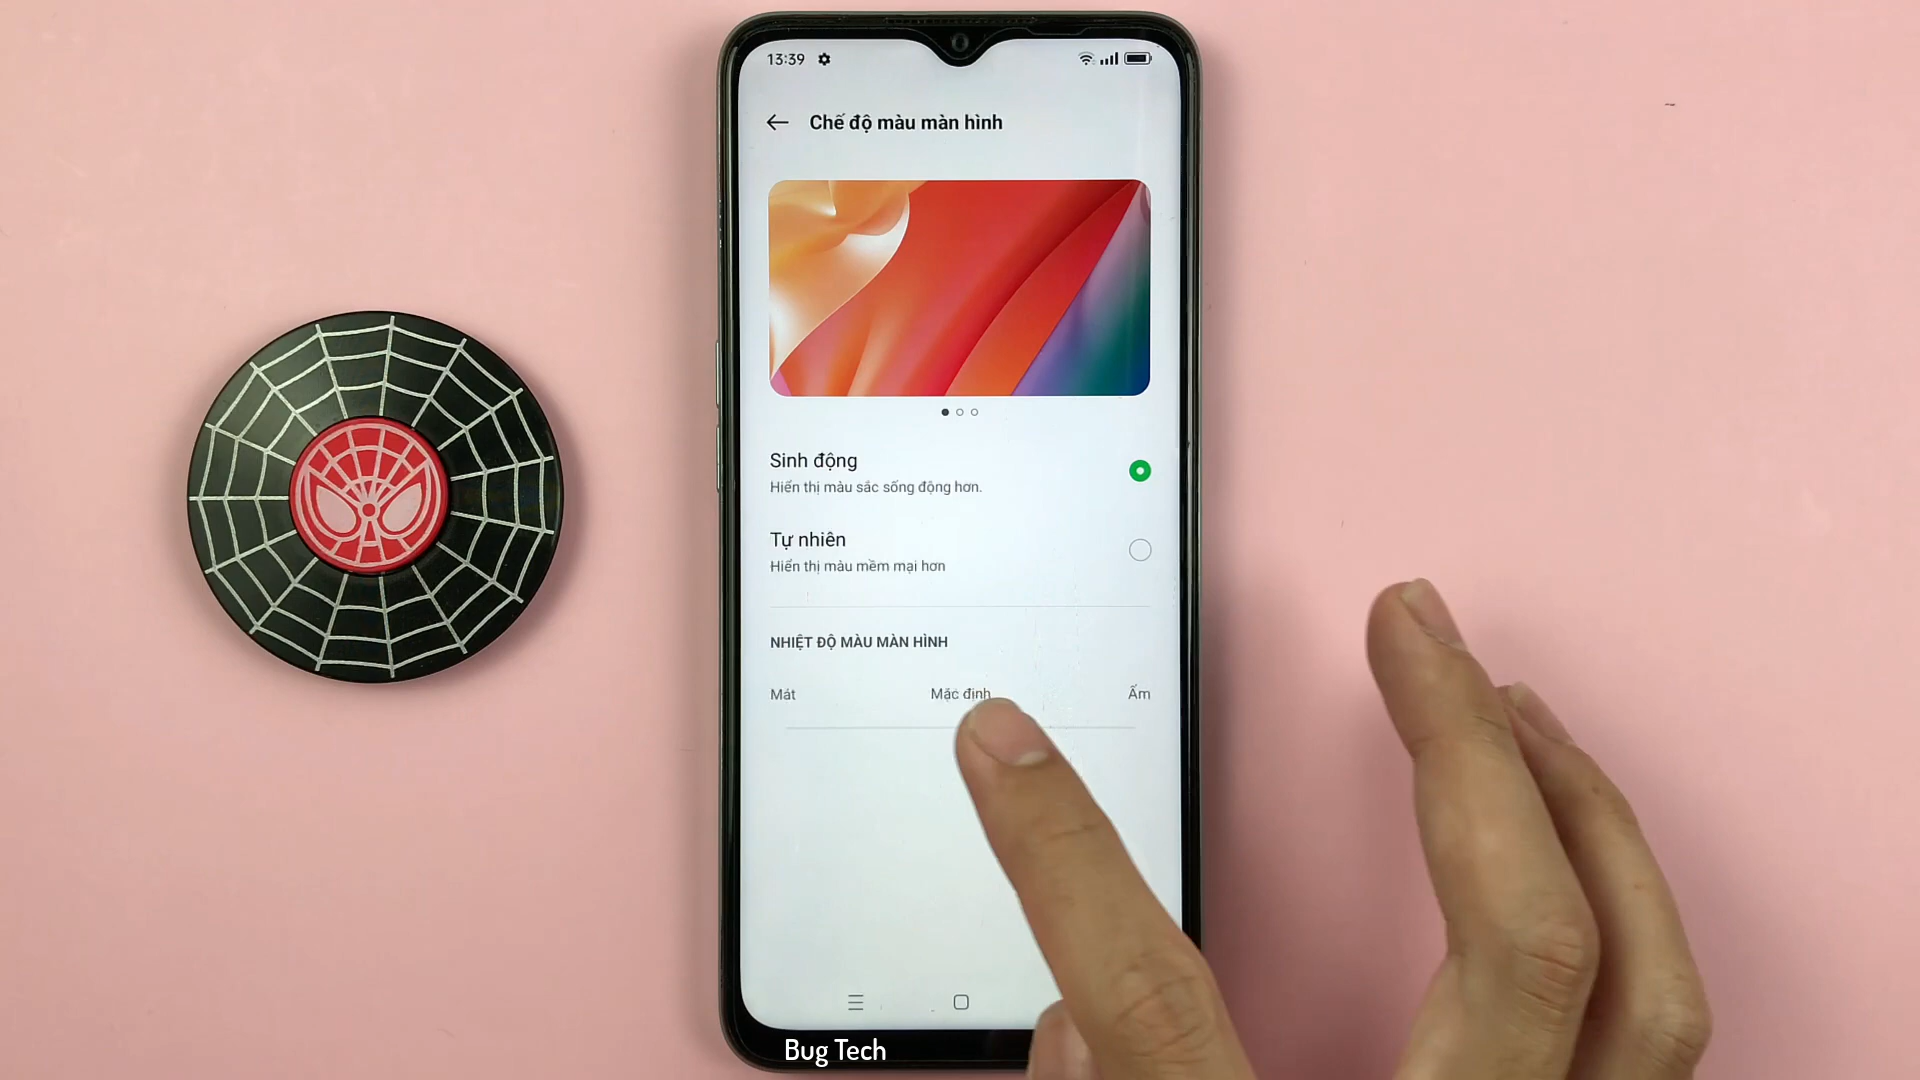 13:39
Chế độ màu màn hình
Sinh động
Hiển thị màu sắc sống động hơn.
Tự nhiên
Hiển thị màu mềm mại hơn
NHIỆT ĐỘ MÀU MÀN HÌNH
Mát Mặc định Ấm
Bug Tech